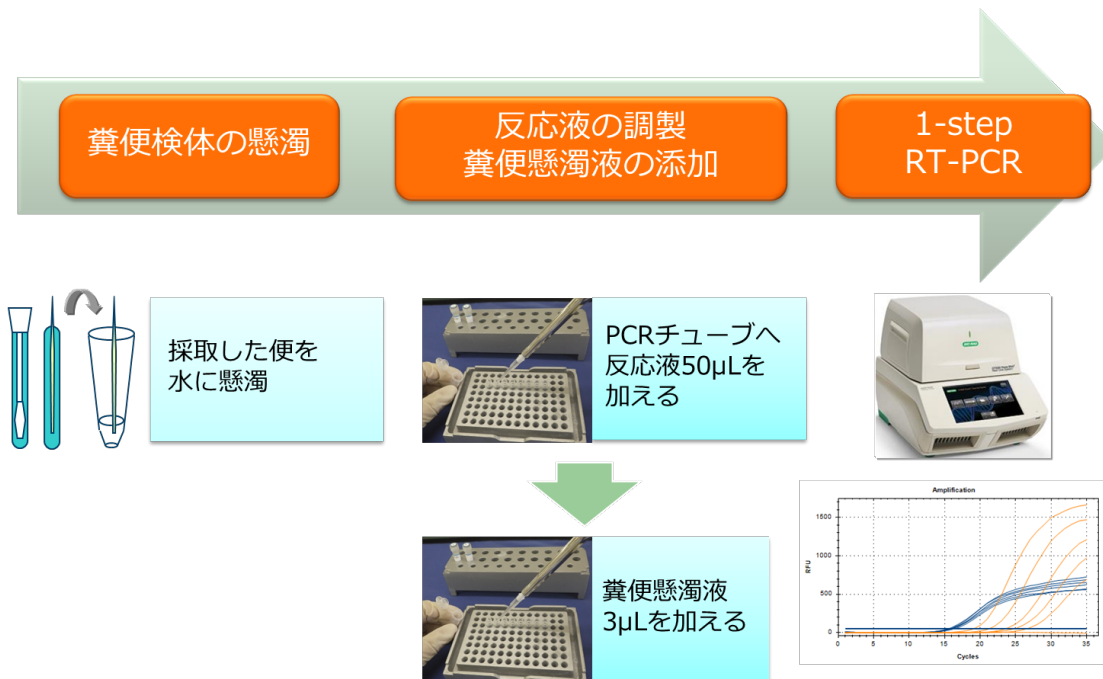 糞便検体の懸濁
反応液の調製
糞便懸濁液の添加
1-step
RT-PCR
採取した便を
水に懸濁
PCRチューブへ
反応液50µLを
加える
糞便懸濁液
3µLを加える
BIO-RAD
Amplification
1500
1000
500
0
RFU
0 5 10 15 20 25 30 35
Cycles